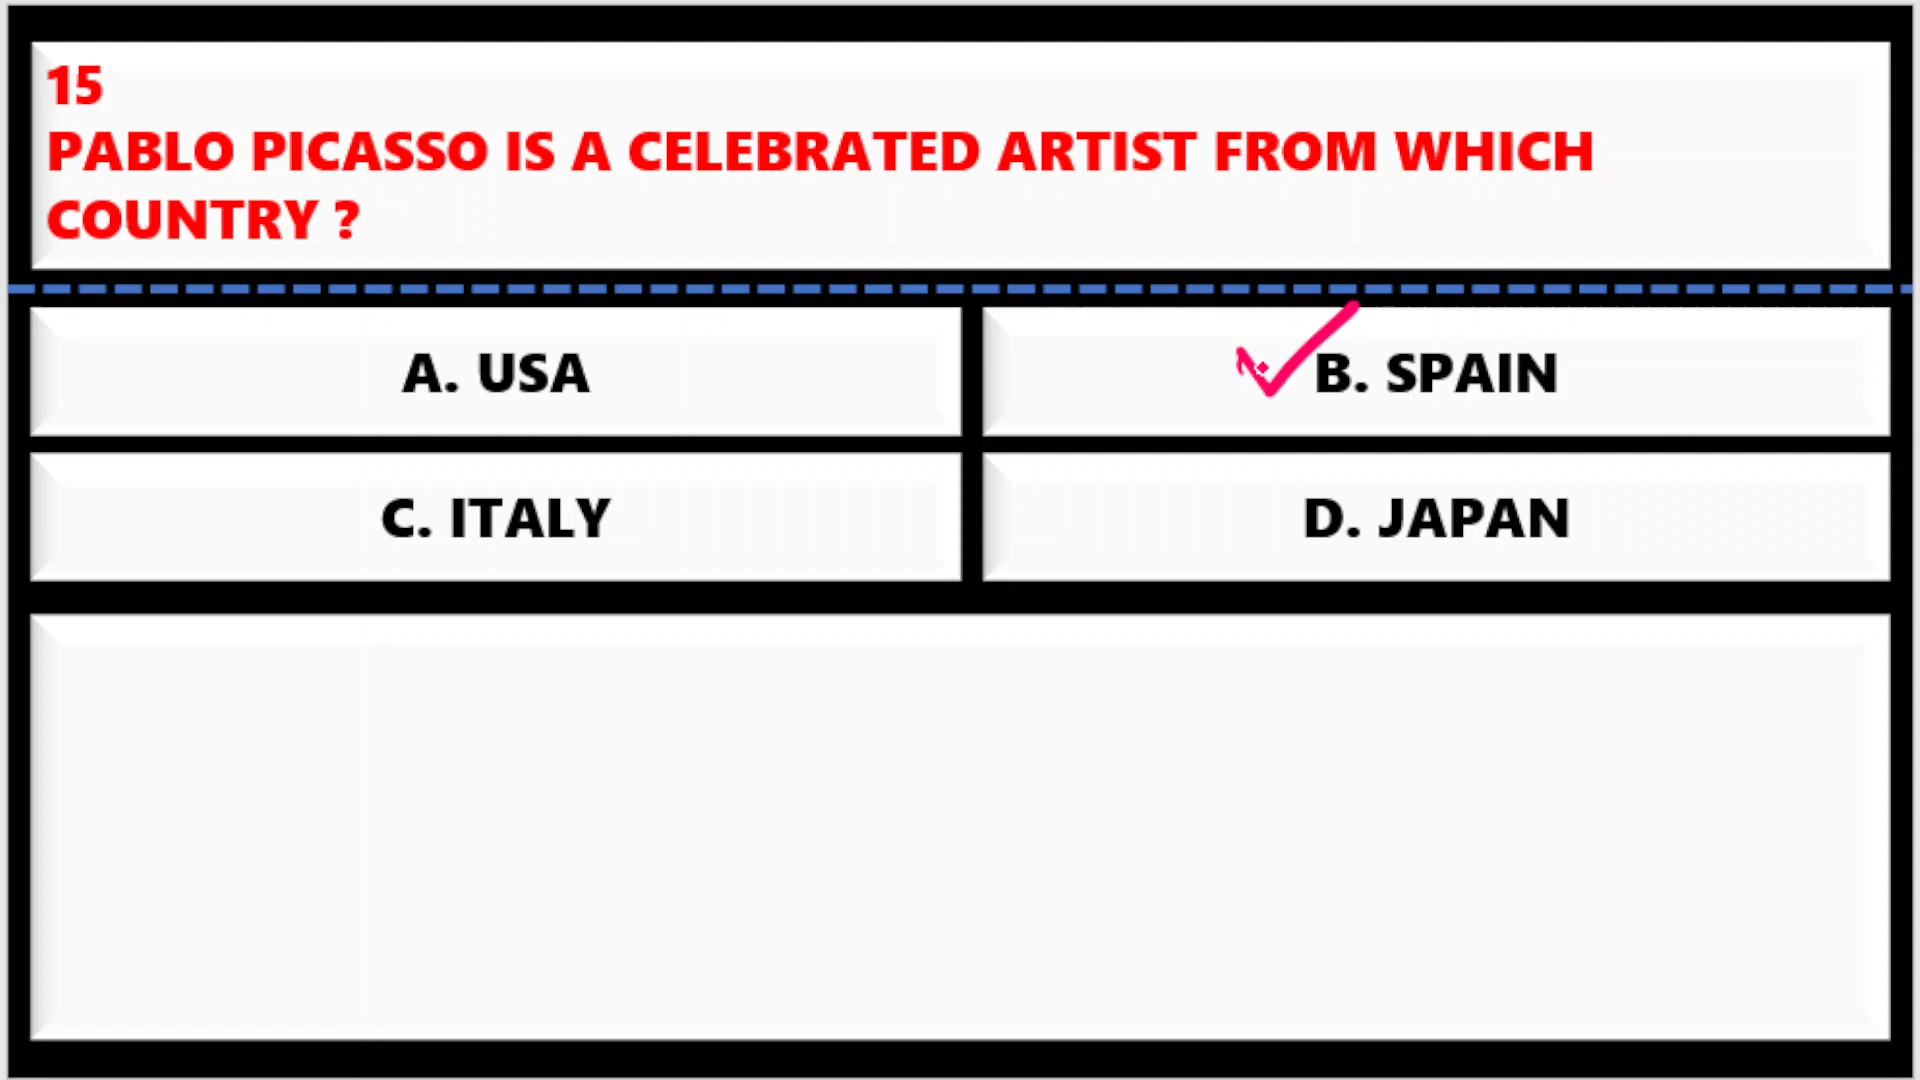 15
PABLO PICASSO IS A CELEBRATED ARTIST FROM WHICH
COUNTRY ?
A. USA
B. SPAIN
C. ITALY
D. JAPAN